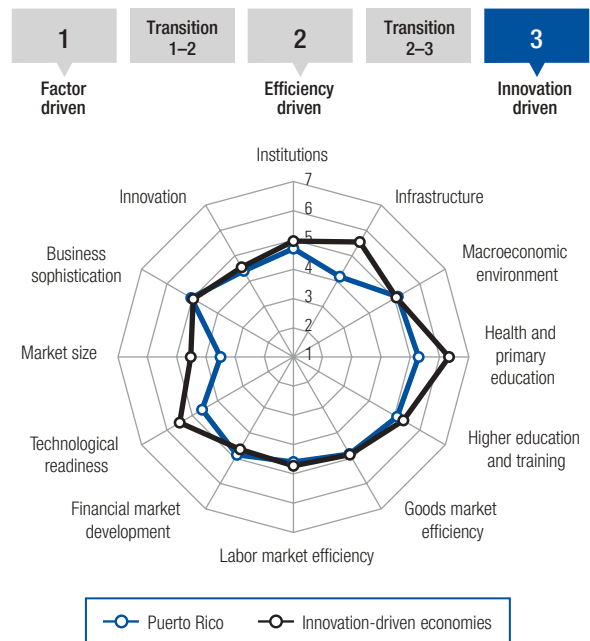 1
Transition
1–2
2
Transition
2–3
3
Factor
driven
Efficiency
driven
Innovation
driven
Institutions
Innovation
Infrastructure
Business
sophistication
Macroeconomic
environment
Market size
Health and
primary
education
Technological
readiness
Higher education
and training
Financial market
development
Goods market
efficiency
Labor market efficiency
7
6
5
4
3
2
1
Puerto Rico
Innovation-driven economies